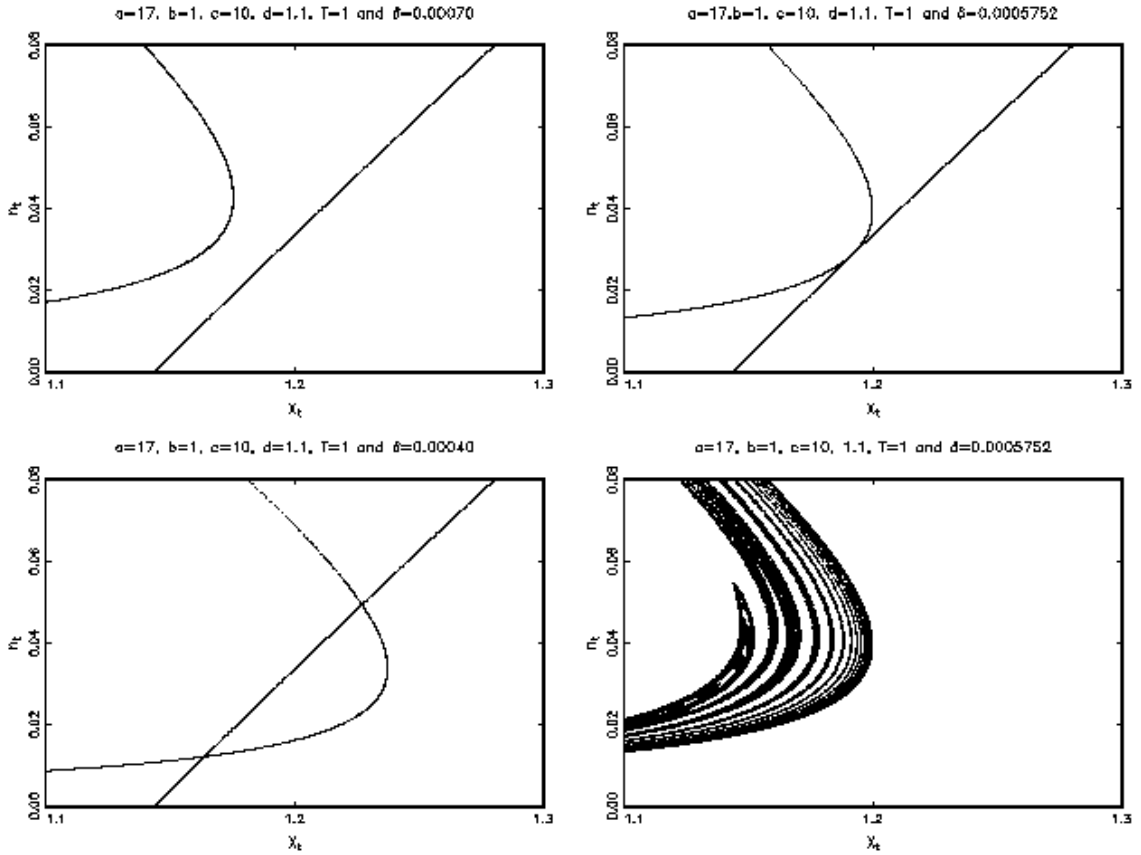 a=17, b=1, c=10, d=1.1, T=1 and δ=0.00070
0.08
0.06
n_t
0.04
0.02
0.00
1.1
1.2
1.3
X_t
a=17,b=1, c=10, d=1.1, T=1 and δ=0.0005752
0.08
0.06
n_t
0.04
0.02
0.00
1.1
1.2
1.3
X_t
a=17, b=1, c=10, d=1.1, T=1 and δ=0.00040
0.08
0.06
n_t
0.04
0.02
0.00
1.1
1.2
1.3
X_t
a=17, b=1, c=10, 1.1, T=1 and δ=0.0005752
0.08
0.06
n_t
0.04
0.02
0.00
1.1
1.2
1.3
X_t